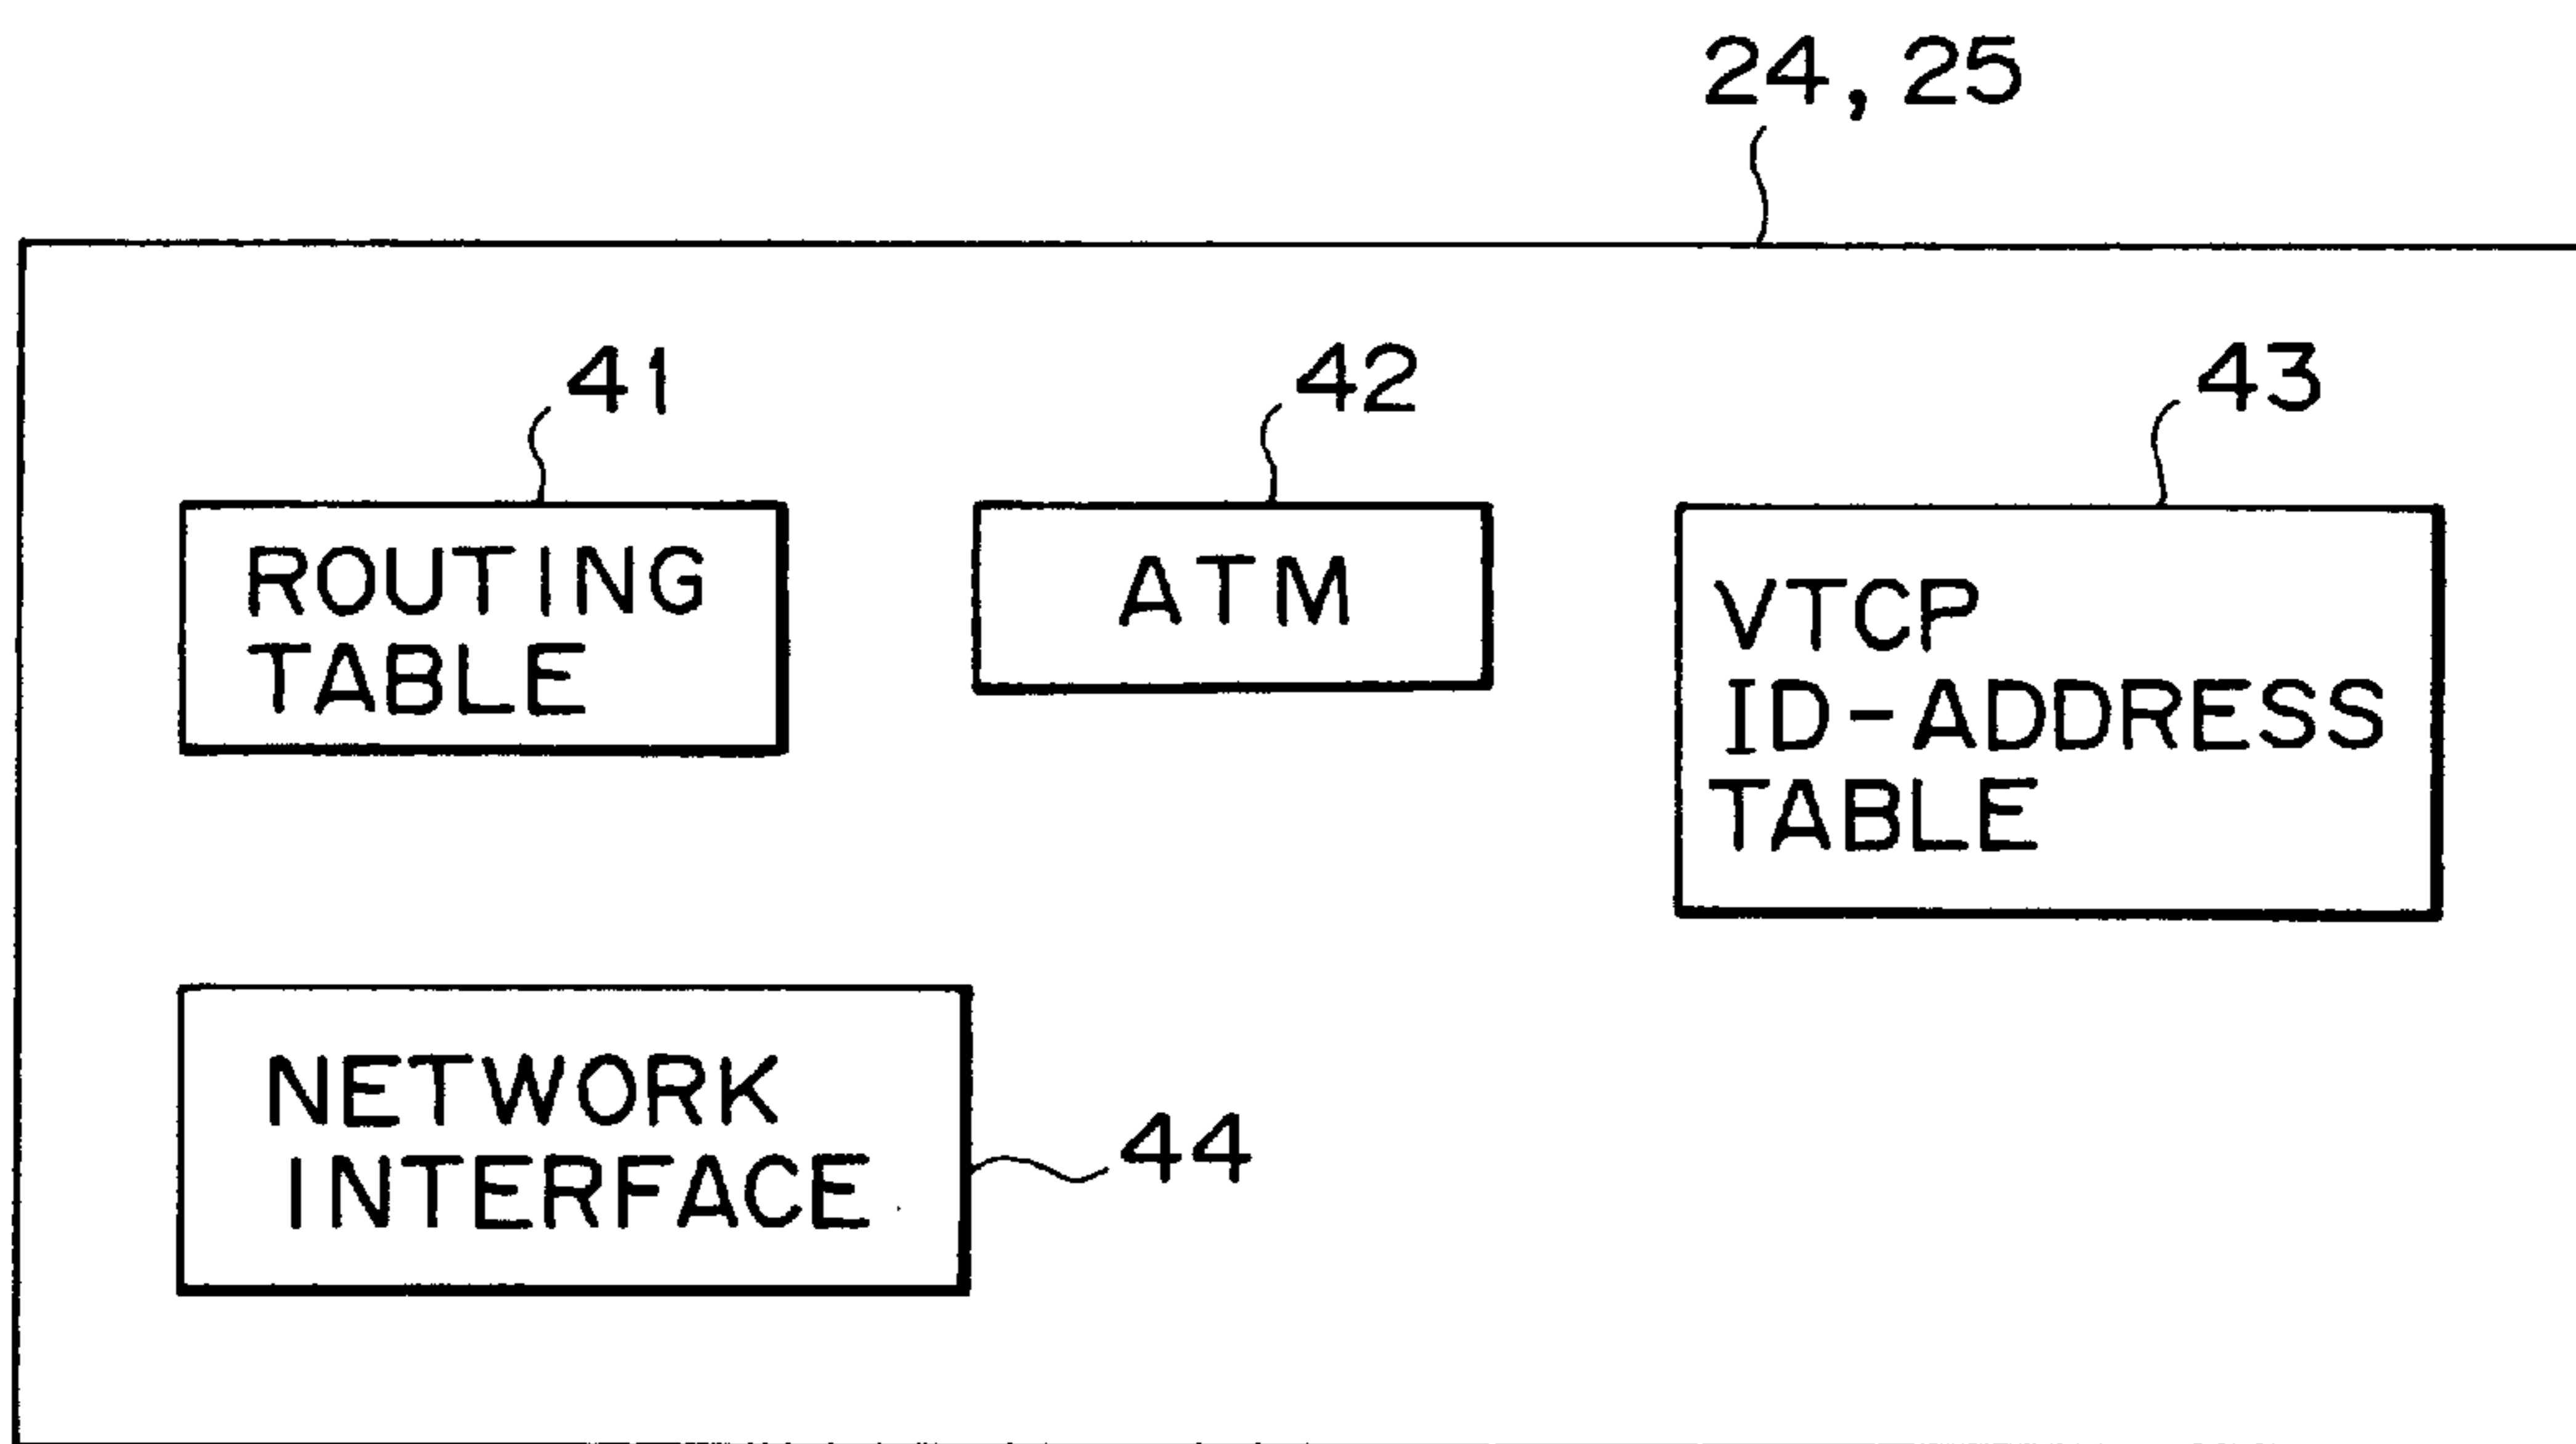 24, 25
41
42
43
ROUTING
TABLE
ATM
VTCP
ID-ADDRESS
TABLE
NETWORK
INTERFACE
44